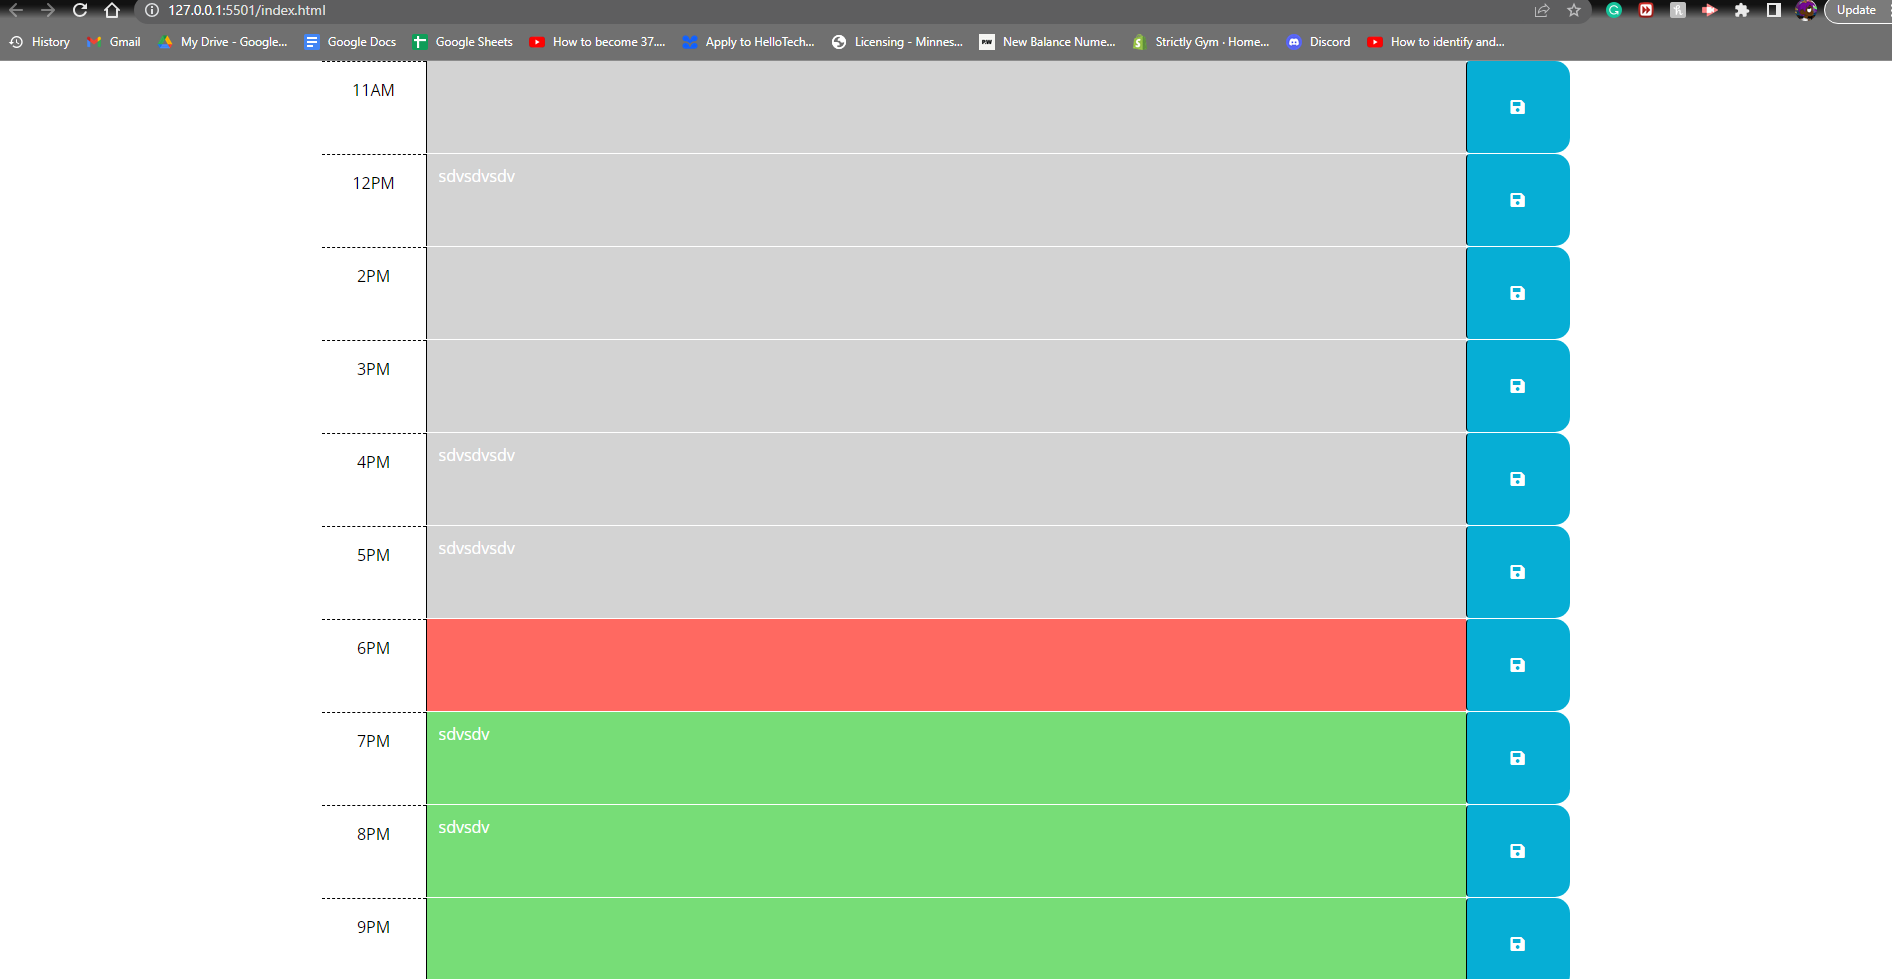 127.0.0.1:5501/index.html
Update
History Gmail My Drive - Google... Google Docs Google Sheets How to become 37.... Apply to HelloTech... Licensing - Minnes... New Balance Nume... Strictly Gym · Home... Discord How to identify and...
11AM
12PM sdvsdvsdv
2PM
3PM
4PM sdvsdvsdv
5PM sdvsdvsdv
6PM
7PM sdvsdv
8PM sdvsdv
9PM